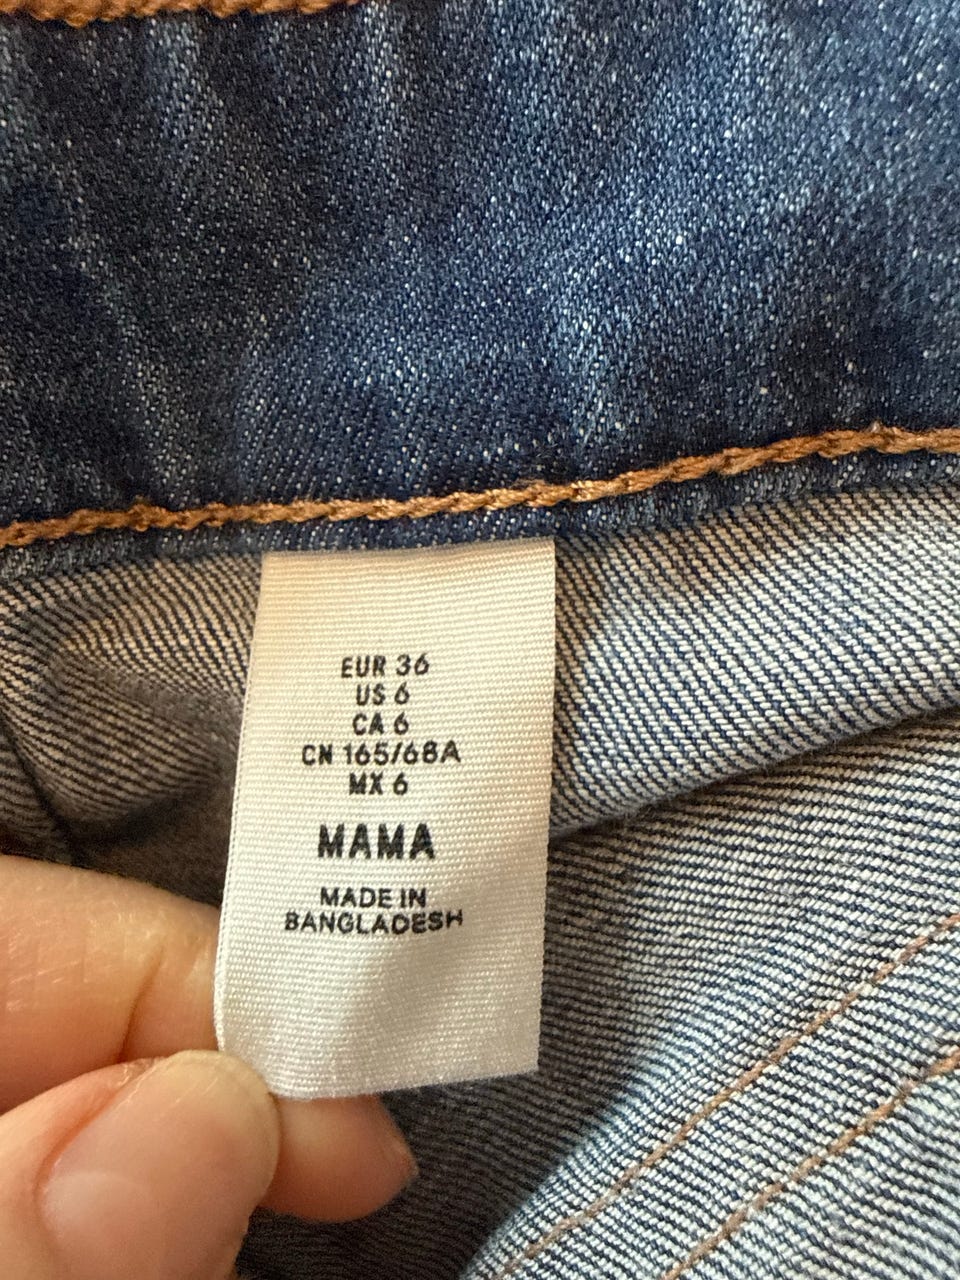 EUR 36
US 6
CA 6
CN 165/68A
MX 6
MAMA
MADE IN
BANGLADESH